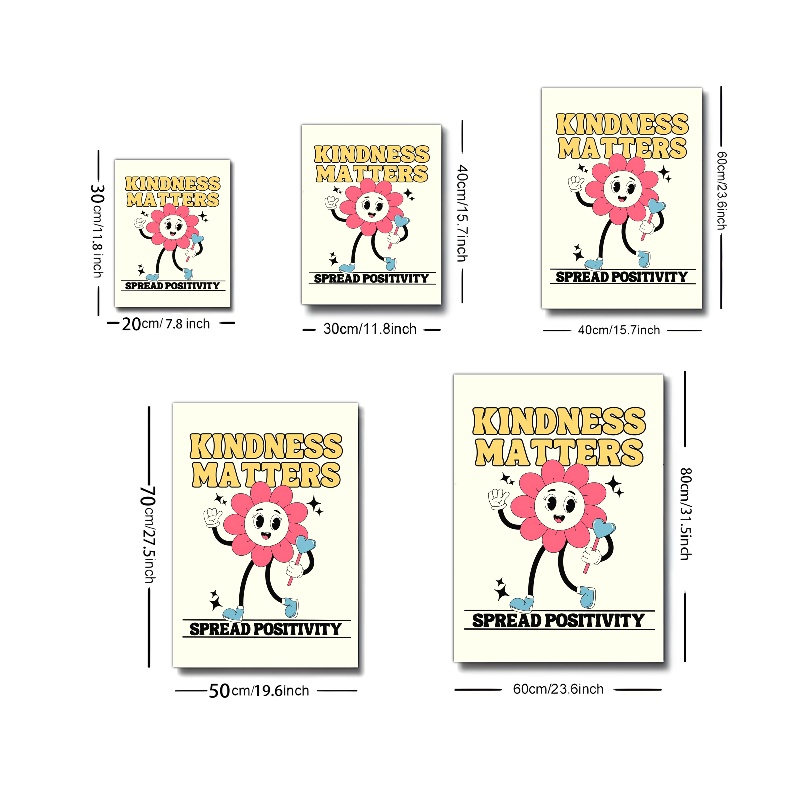 KINDNESS
MATTERS
SPREAD POSITIVITY
30cm/11.8 inch
20cm/ 7.8 inch
KINDNESS
MATTERS
SPREAD POSITIVITY
40cm/15.7inch
30cm/11.8inch
KINDNESS
MATTERS
SPREAD POSITIVITY
60cm/23.6inch
40cm/15.7inch
KINDNESS
MATTERS
SPREAD POSITIVITY
70cm/27.5inch
50cm/19.6inch
KINDNESS
MATTERS
SPREAD POSITIVITY
80cm/31.5inch
60cm/23.6inch